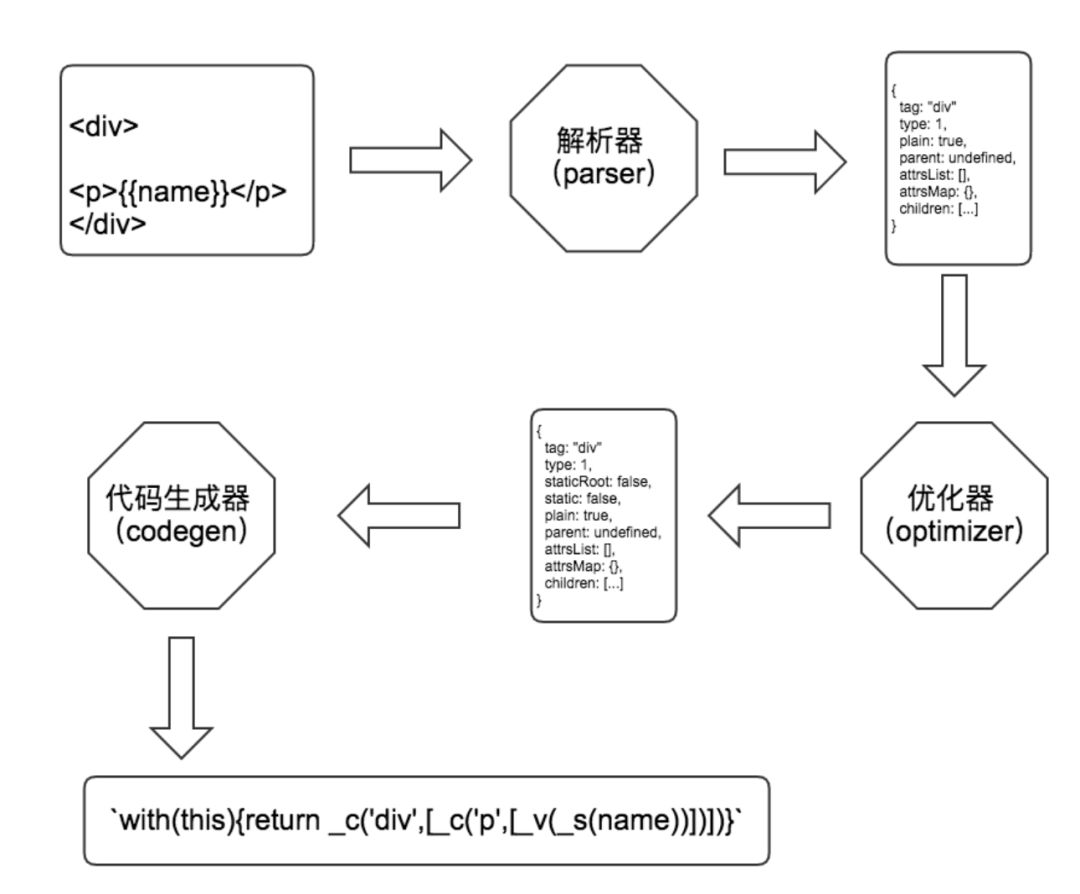 <div>
<p>{{name}}</p>
</div>
解析器
（parser）
{
tag: "div"
type: 1,
plain: true,
parent: undefined,
attrsList: [],
attrsMap: {},
children: [...]
}
优化器
（optimizer）
{
tag: "div"
type: 1,
staticRoot: false,
static: false,
plain: true,
parent: undefined,
attrsList: [],
attrsMap: {},
children: [...]
}
代码生成器
（codegen）
`with(this){return _c('div',[_c('p',[_v(_s(name))])])}`